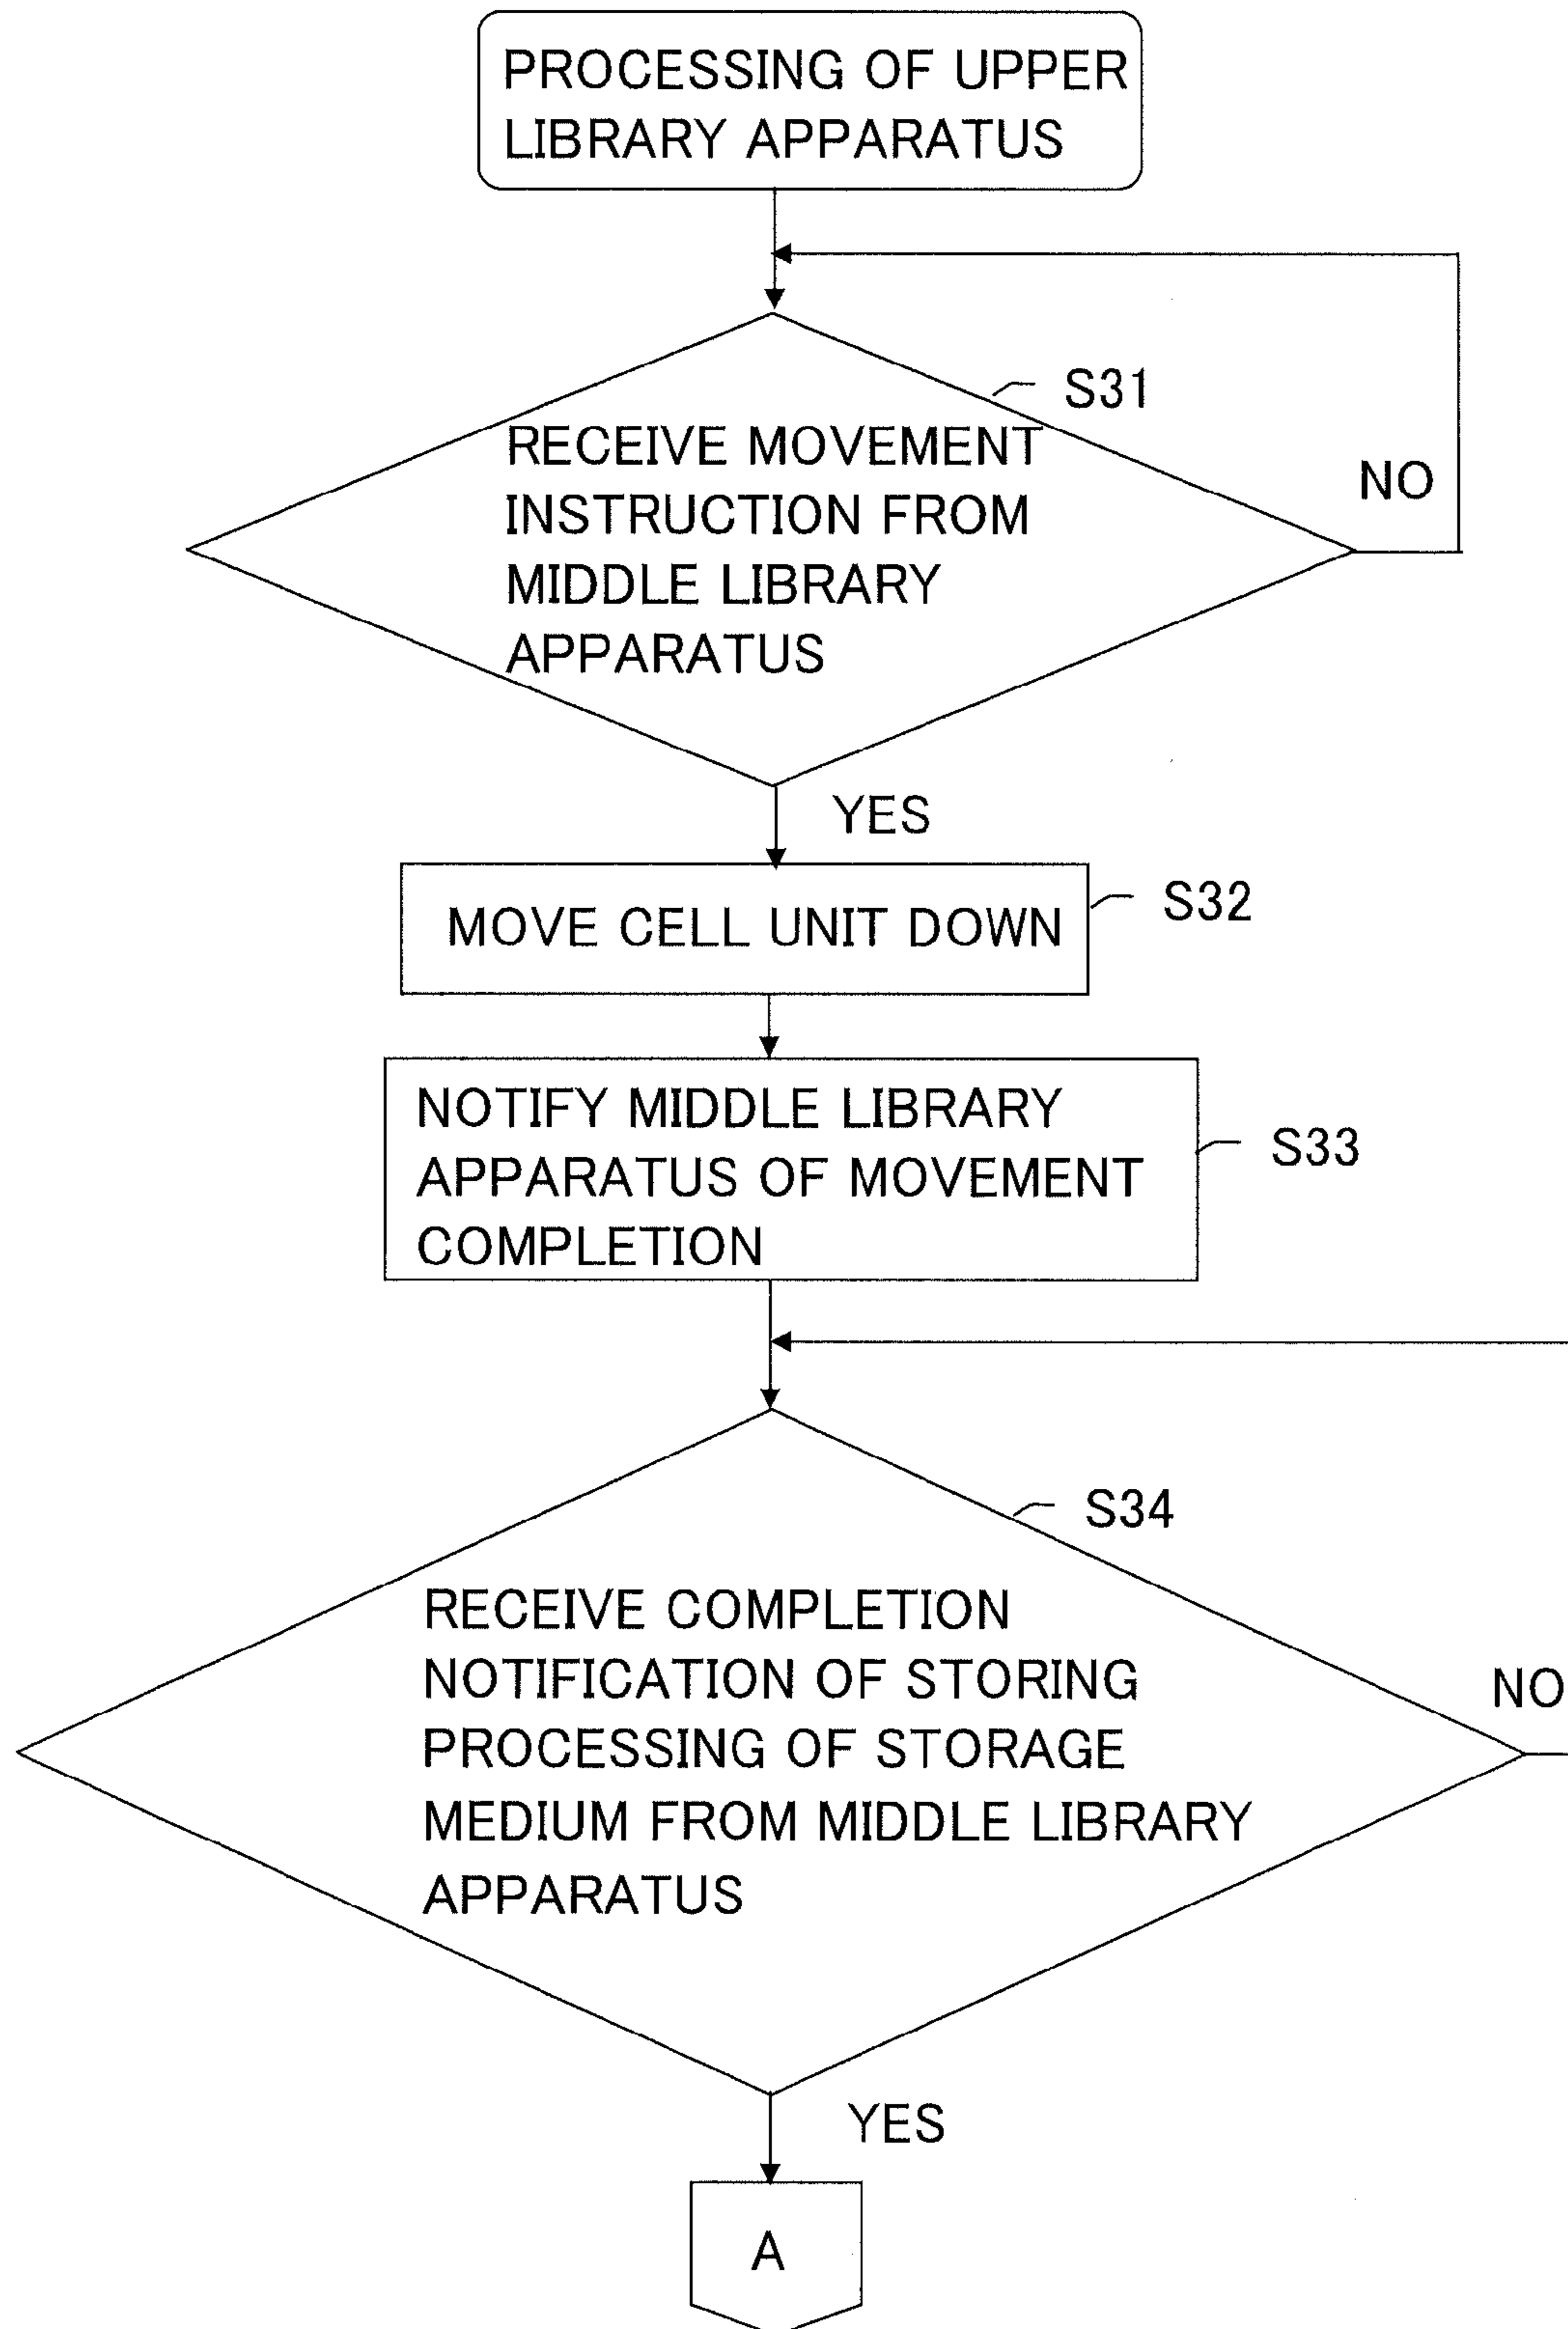 PROCESSING OF UPPER
LIBRARY APPARATUS
S31
RECEIVE MOVEMENT
INSTRUCTION FROM
MIDDLE LIBRARY
APPARATUS
NO
YES
MOVE CELL UNIT DOWN
S32
NOTIFY MIDDLE LIBRARY
APPARATUS OF MOVEMENT
COMPLETION
S33
S34
RECEIVE COMPLETION
NOTIFICATION OF STORING
PROCESSING OF STORAGE
MEDIUM FROM MIDDLE LIBRARY
APPARATUS
NO
YES
A